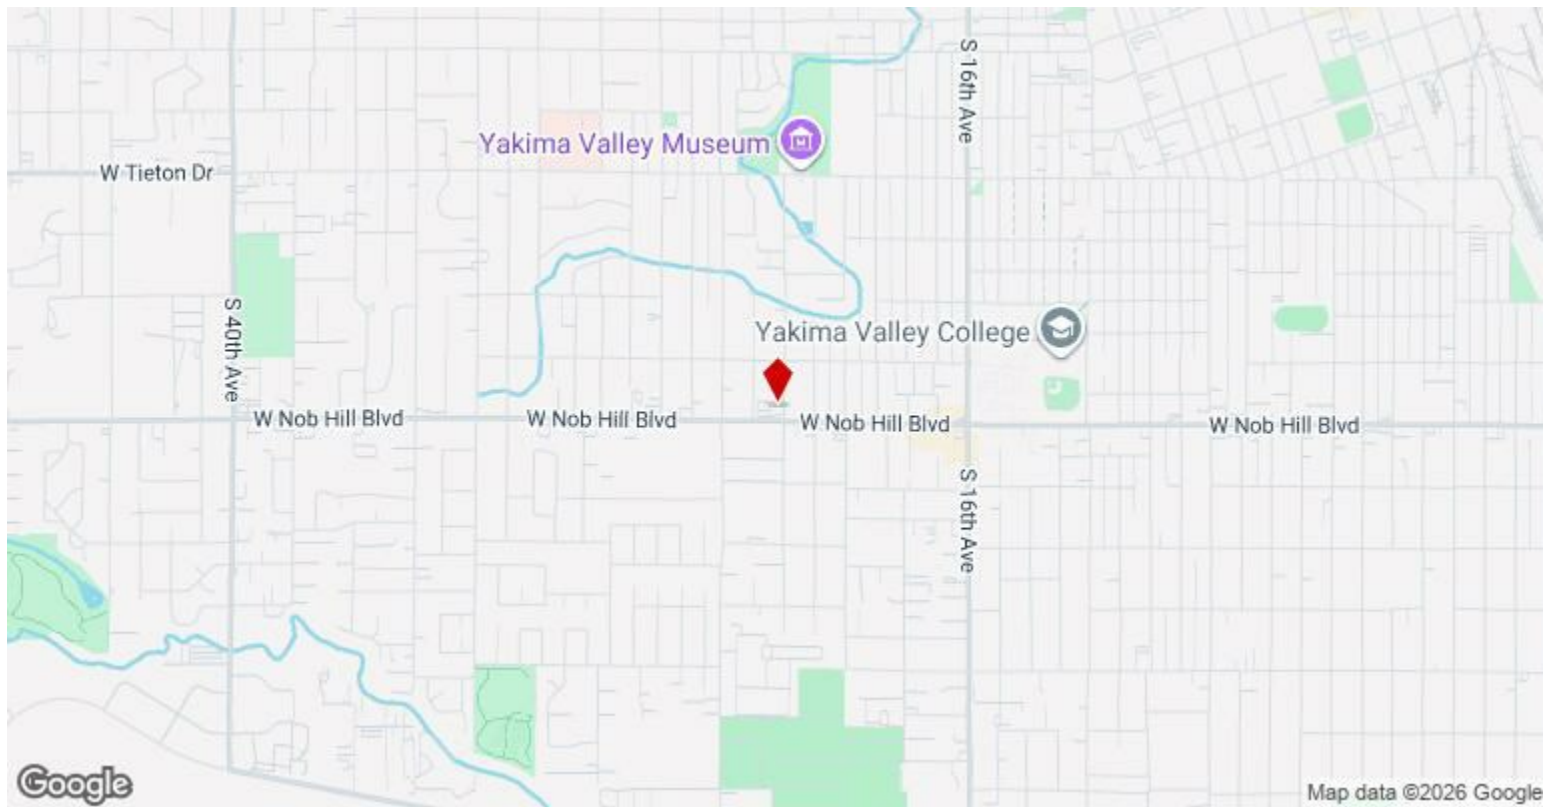 S 16th Ave
Yakima Valley Museum
W Tieton Dr
S 40th Ave
Yakima Valley College
W Nob Hill Blvd
W Nob Hill Blvd
W Nob Hill Blvd
W Nob Hill Blvd
S 16th Ave
Google
Map data ©2026 Google